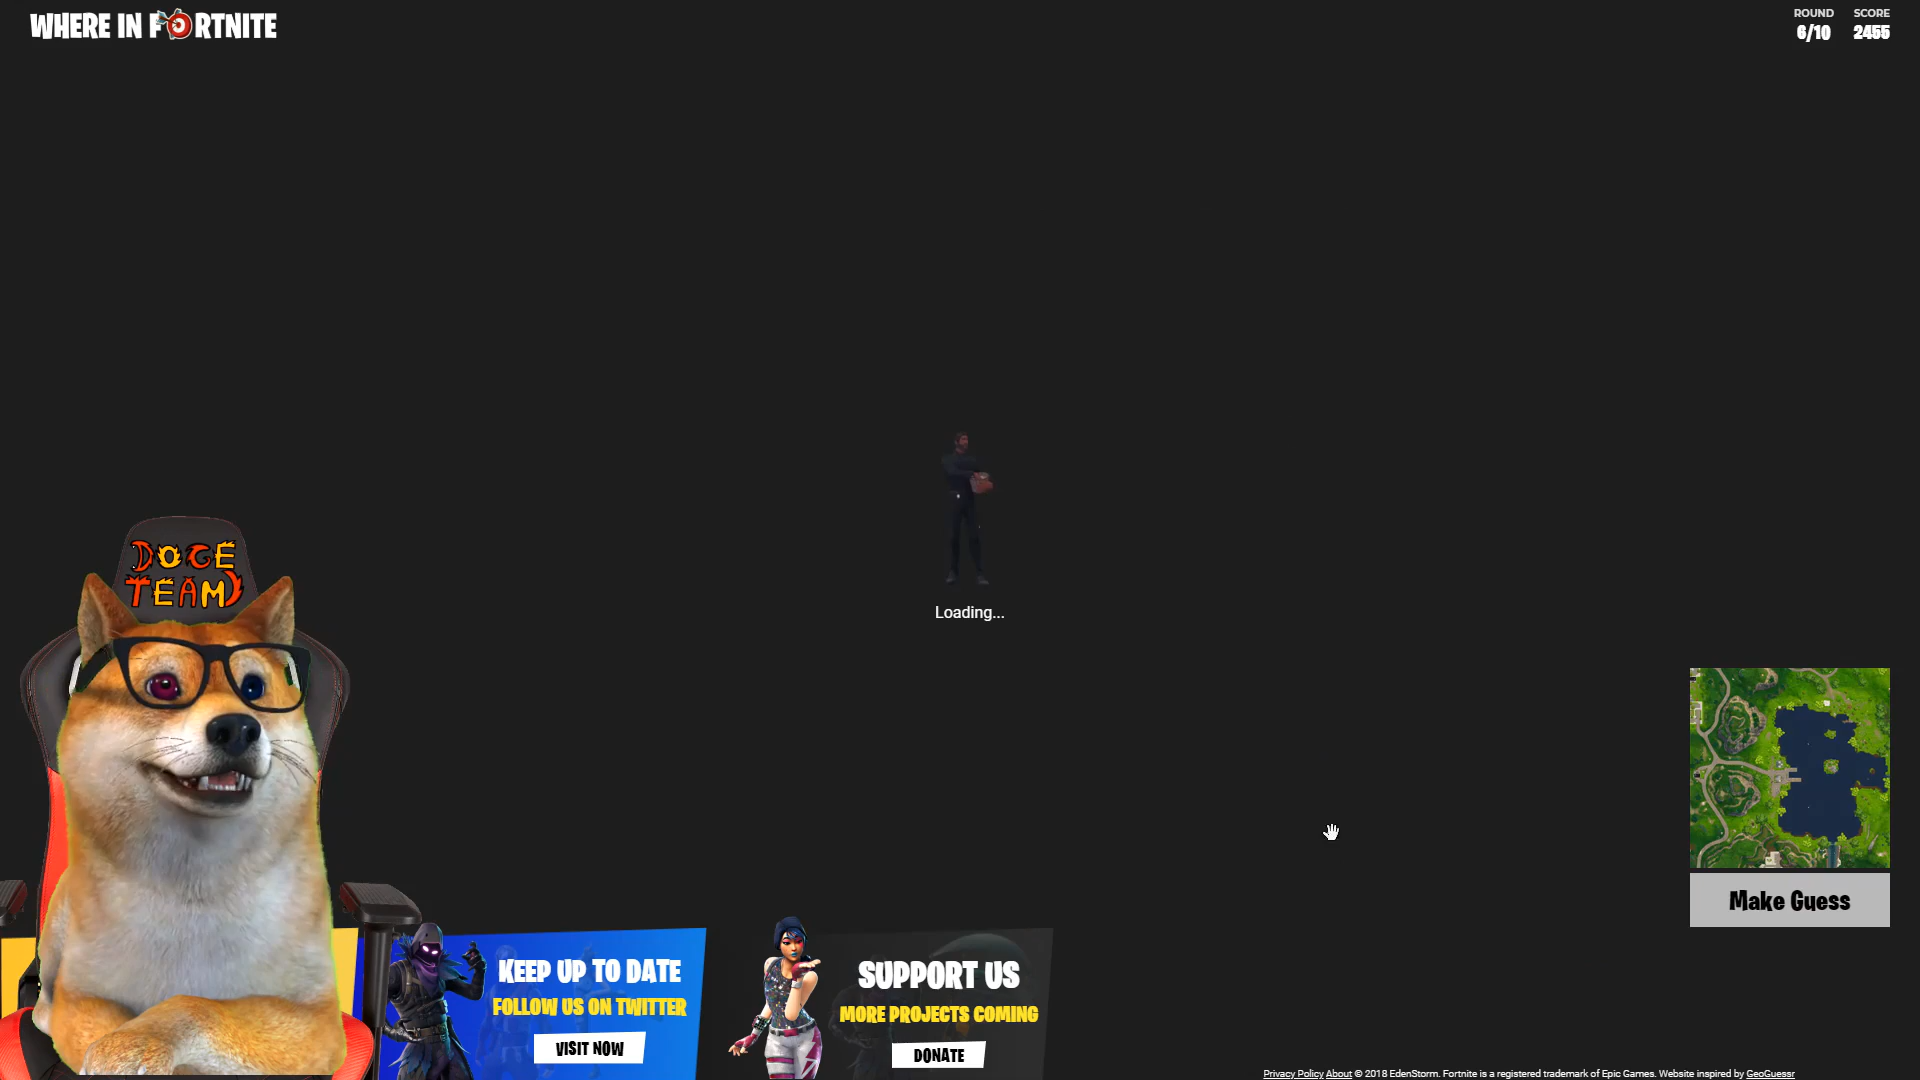 WHERE IN FORTNITE
ROUND SCORE
6/10 2455
Loading...
DOGE
TEAM
Make Guess
KEEP UP TO DATE
FOLLOW US ON TWITTER
VISIT NOW
SUPPORT US
MORE PROJECTS COMING
DONATE
Privacy Policy About © 2018 EdenStorm. Fortnite is a registered trademark of Epic Games. Website inspired by GeoGuessr